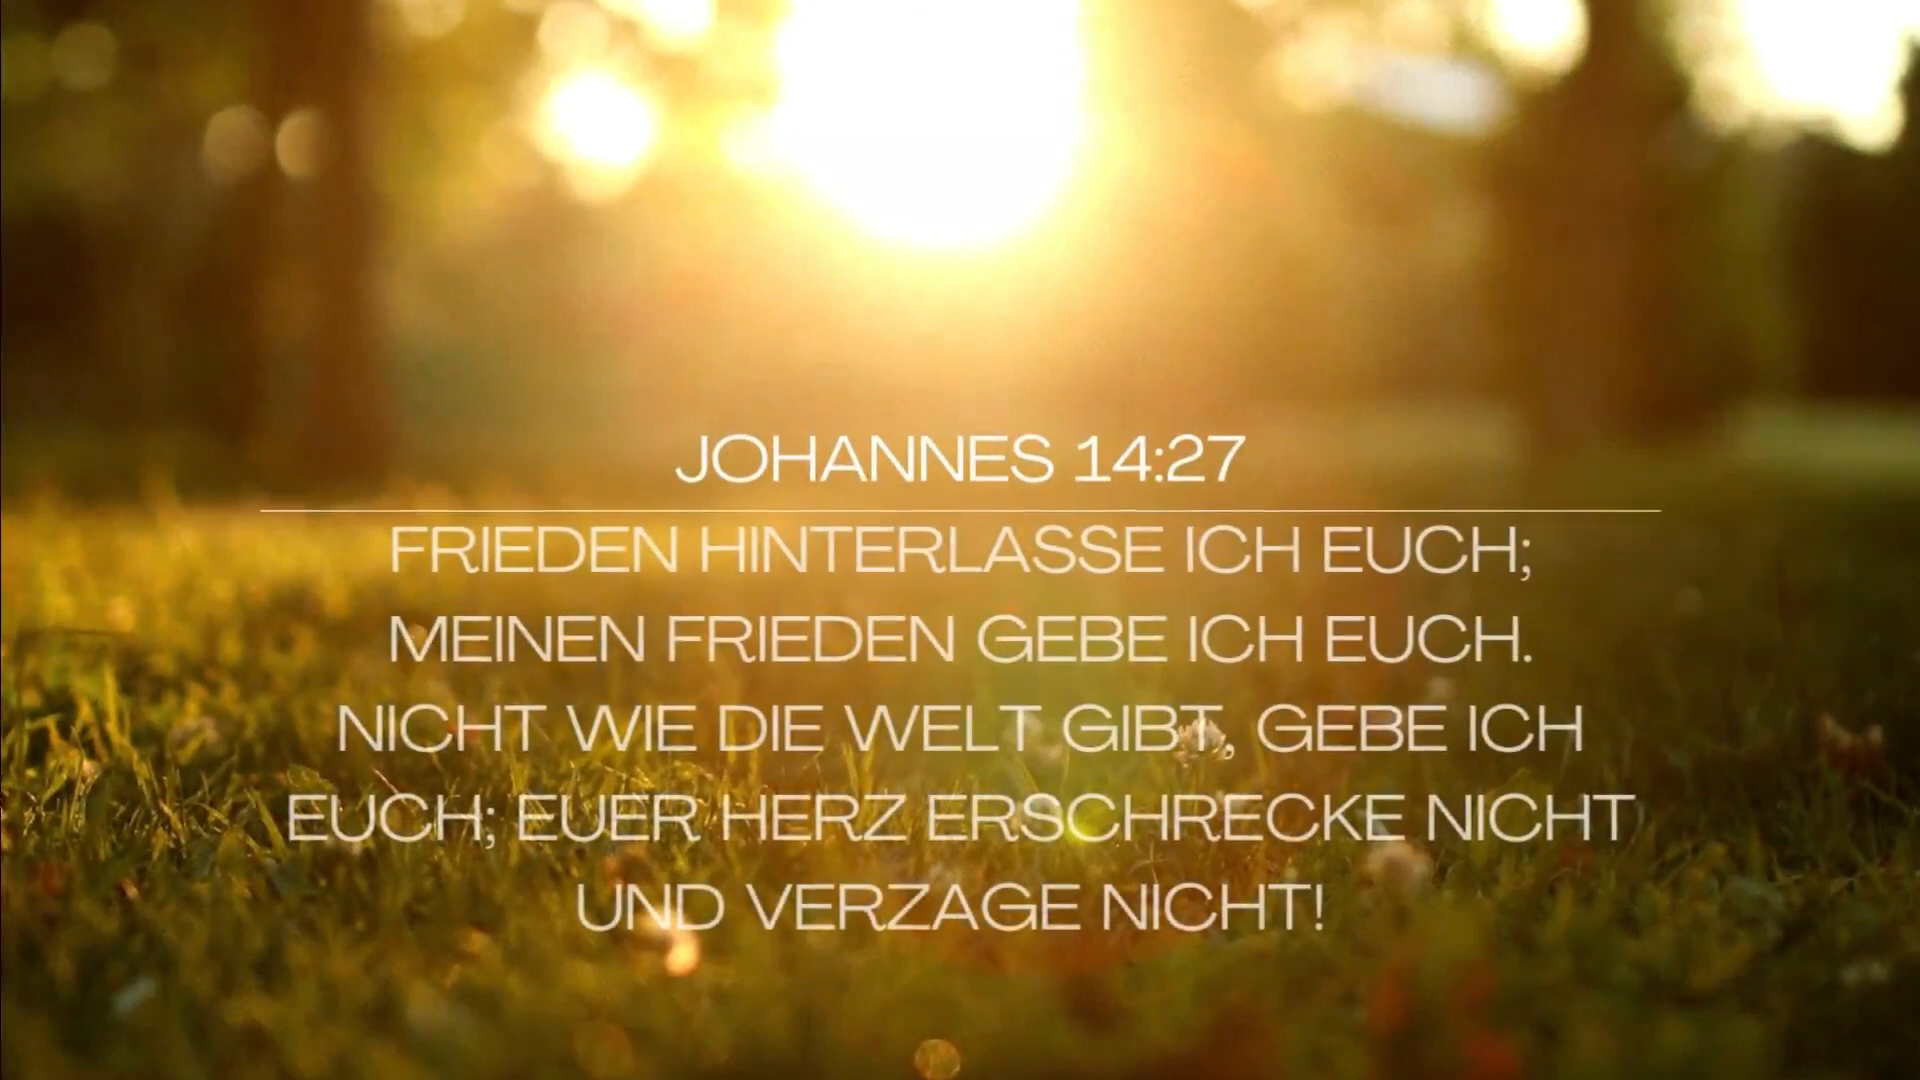 JOHANNES 14:27
FRIEDEN HINTERLASSE ICH EUCH;
MEINEN FRIEDEN GEBE ICH EUCH.
NICHT WIE DIE WELT GIBT, GEBE ICH
EUCH; EUER HERZ ERSCHRECKE NICHT
UND VERZAGE NICHT!